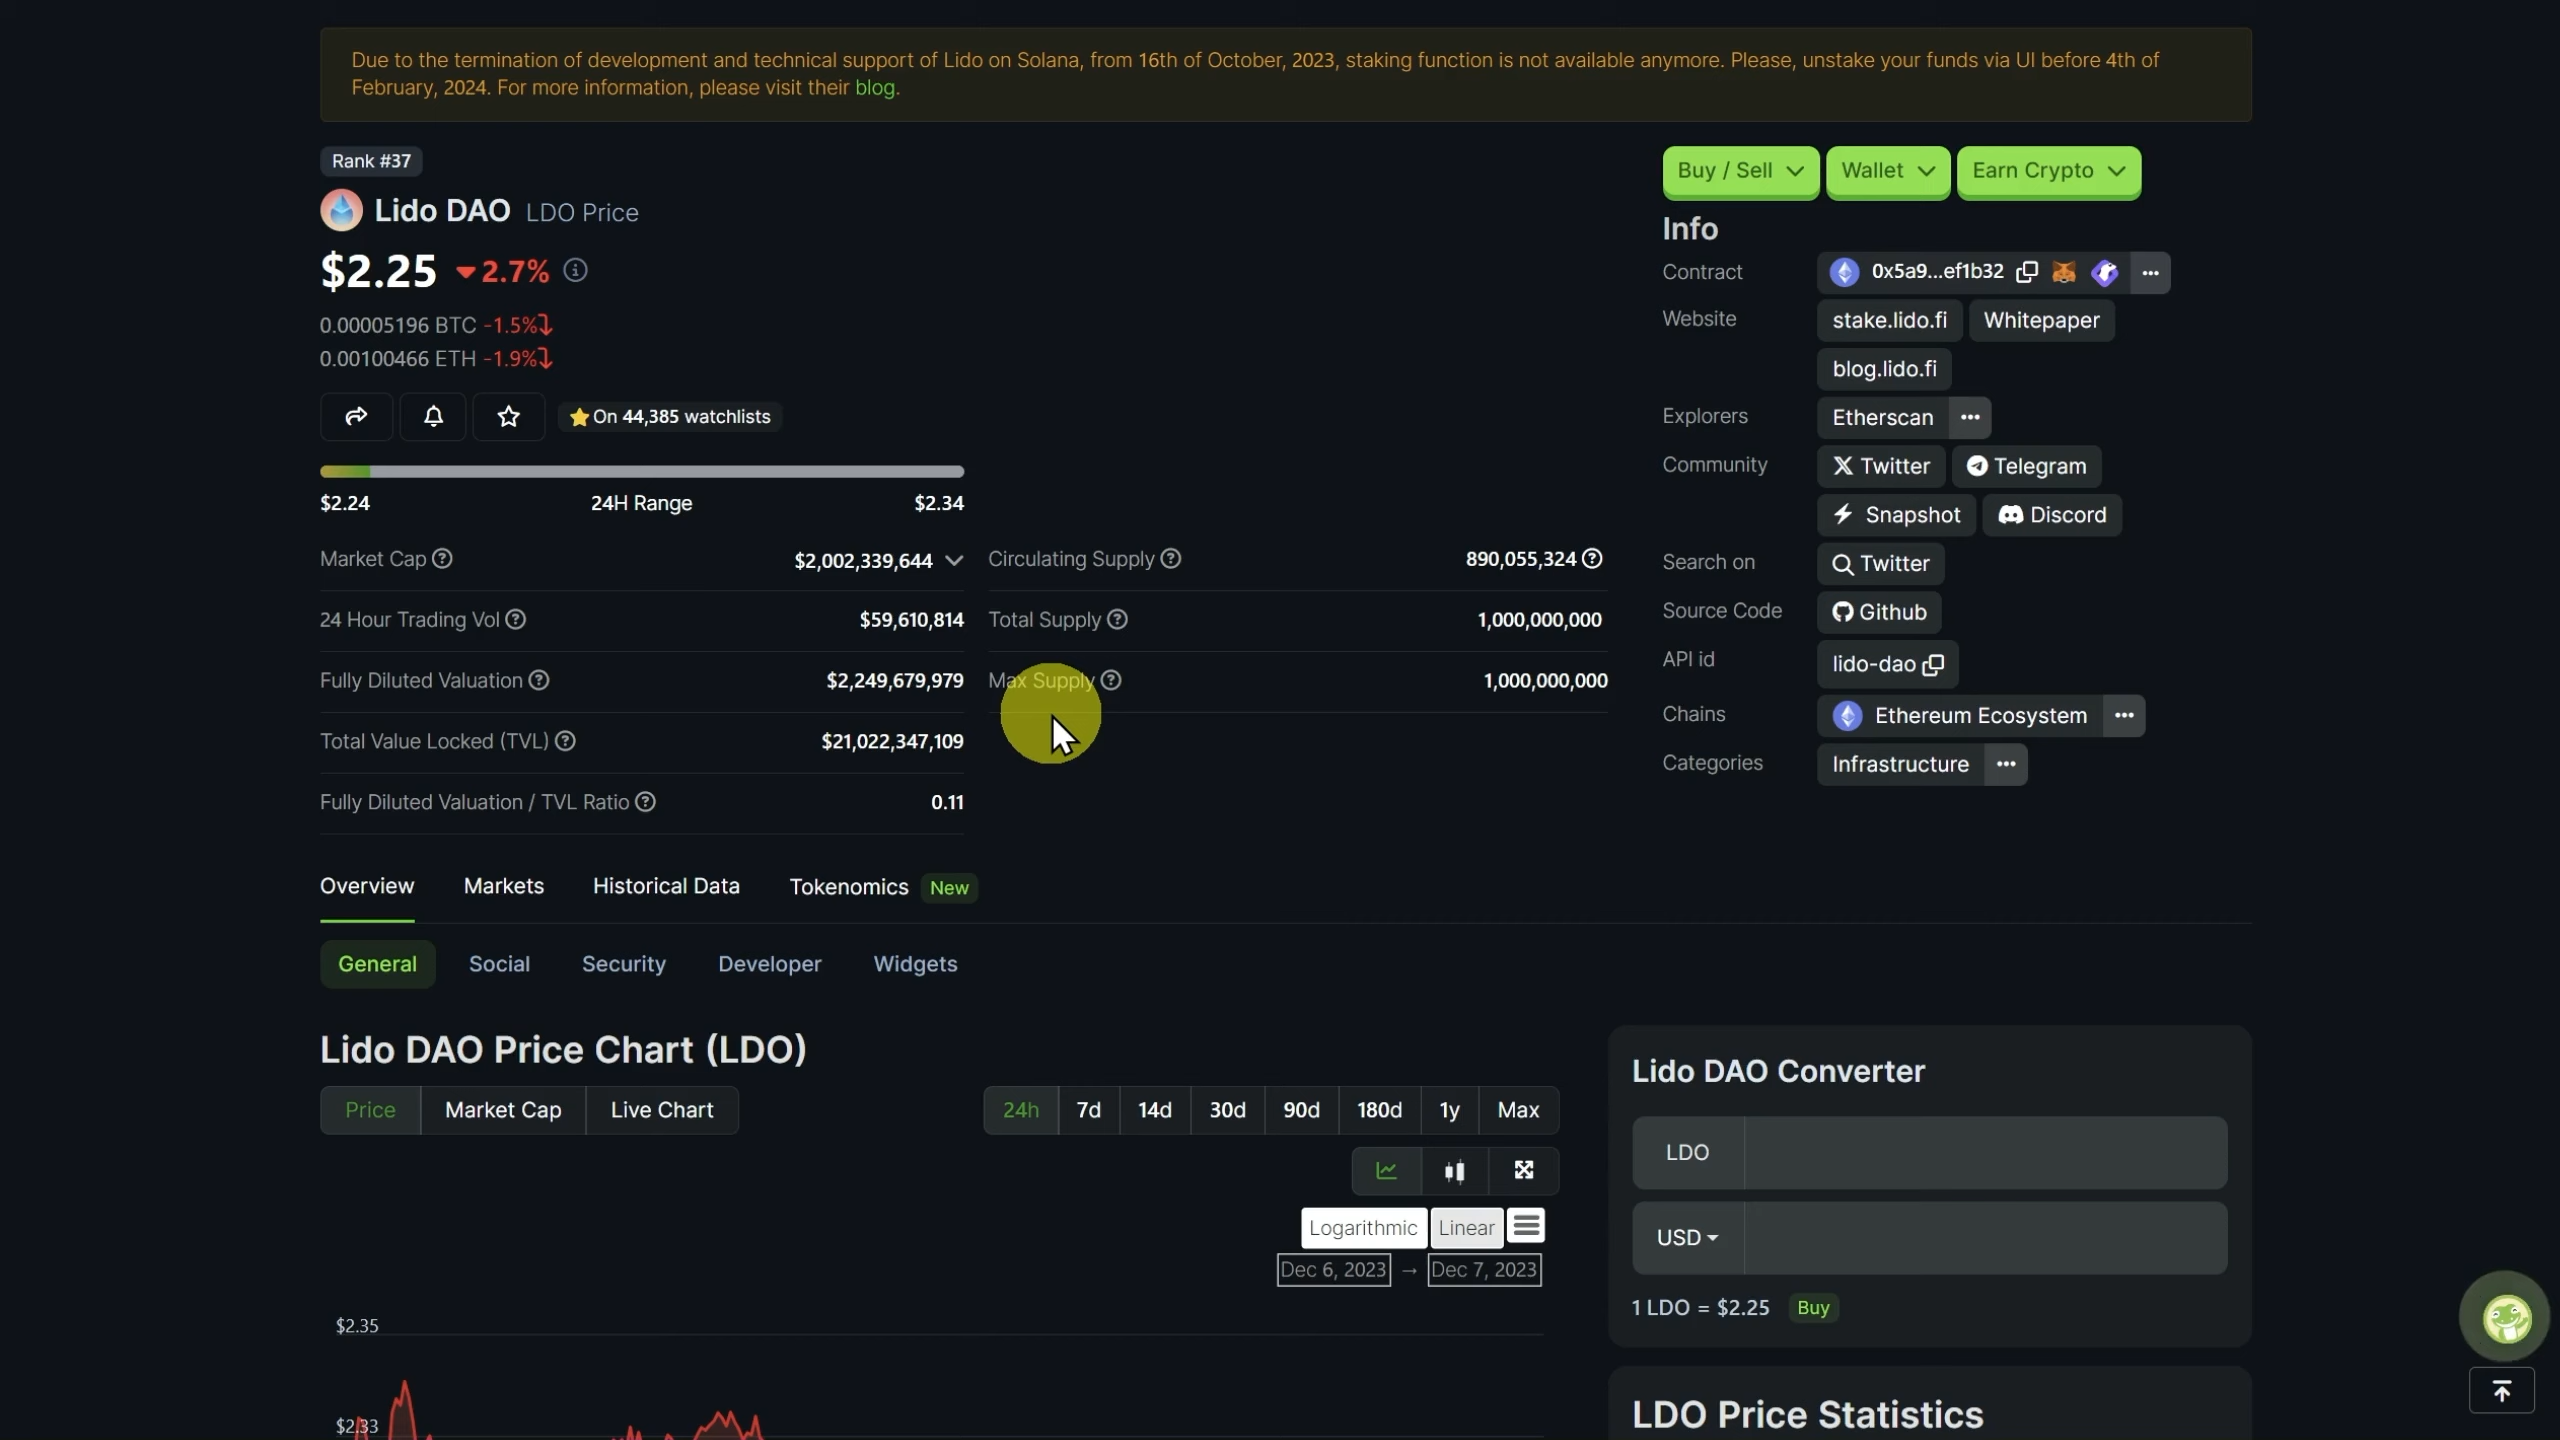 Due to the termination of development and technical support of Lido on Solana, from 16th of October, 2023, staking function is not available anymore. Please, unstake your funds via UI before 4th of
February, 2024. For more information, please visit their blog.
Rank #37
Lido DAO LDO Price
$2.25 2.7%
0.00005196 BTC -1.5%
0.00100466 ETH -1.9%
On 44,385 watchlists
$2.24 24H Range $2.34
Market Cap $2,002,339,644
24 Hour Trading Vol $59,610,814
Fully Diluted Valuation $2,249,679,979
Total Value Locked (TVL) $21,022,347,109
Fully Diluted Valuation / TVL Ratio 0.11
Circulating Supply 890,055,324
Total Supply 1,000,000,000
Max Supply 1,000,000,000
Buy / Sell Wallet Earn Crypto
Info
Contract 0x5a9...ef1b32
Website stake.lido.fi Whitepaper
blog.lido.fi
Explorers Etherscan
Community Twitter Telegram
Snapshot Discord
Search on Twitter
Source Code Github
API id lido-dao
Chains Ethereum Ecosystem
Categories Infrastructure
Overview Markets Historical Data Tokenomics New
General Social Security Developer Widgets
Lido DAO Price Chart (LDO)
Price Market Cap Live Chart
24h 7d 14d 30d 90d 180d 1y Max
Logarithmic Linear
Dec 6, 2023 → Dec 7, 2023
$2.35
$2.33
Lido DAO Converter
LDO
USD
1 LDO = $2.25 Buy
LDO Price Statistics